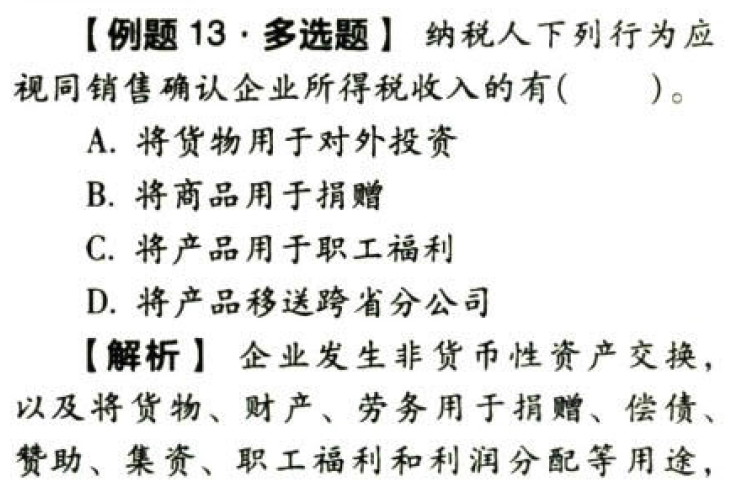 【例题 13·多选题】 纳税人下列行为应
视同销售确认企业所得税收入的有(　　)。
A. 将货物用于对外投资
B. 将商品用于捐赠
C. 将产品用于职工福利
D. 将产品移送跨省分公司
【解析】 企业发生非货币性资产交换,
以及将货物、财产、劳务用于捐赠、偿债、
赞助、集资、职工福利和利润分配等用途,